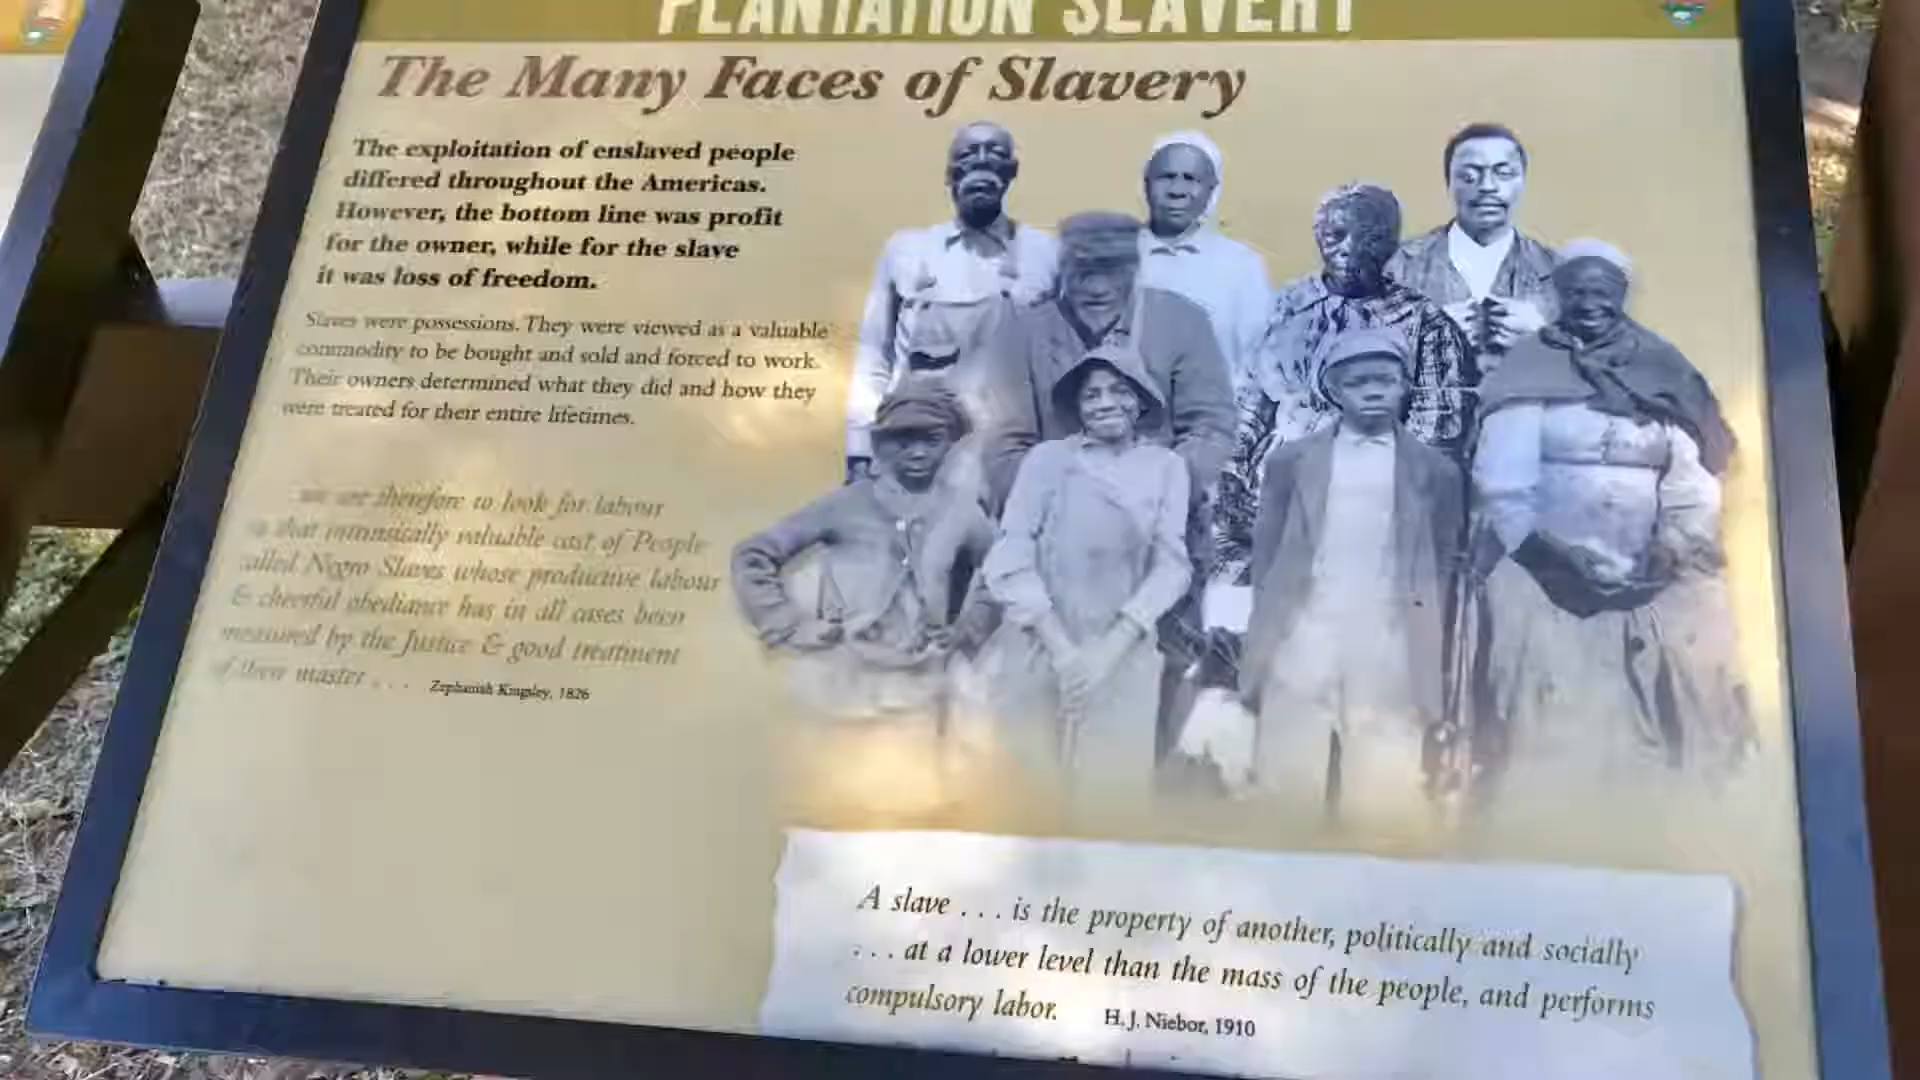 PLANTATION SLAVERY
The Many Faces of Slavery
The exploitation of enslaved people
differed throughout the Americas.
However, the bottom line was profit
for the owner, while for the slave
it was loss of freedom.
Slaves were possessions. They were viewed as a valuable
commodity to be bought and sold and forced to work.
Their owners determined what they did and how they
were treated for their entire lifetimes.
we are therefore to look for labour
that intrinsically valuable cast of People
called Negro Slaves whose productive labour
& cheerful obediance has in all cases been
measured by the Justice & good treatment
of there master . . . Zephaniah Kingsley, 1826
A slave . . . is the property of another, politically and socially
. . . at a lower level than the mass of the people, and performs
compulsory labor. H. J. Niebor, 1910